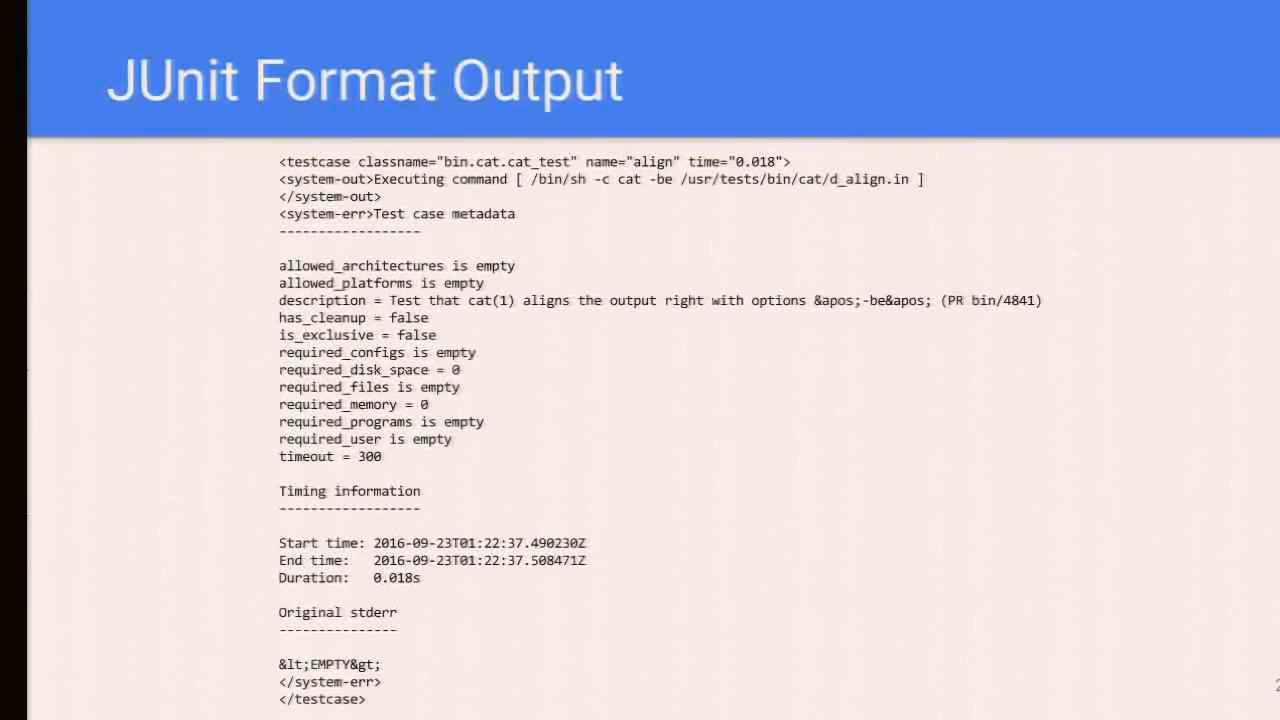 JUnit Format Output
<testcase classname="bin.cat.cat_test" name="align" time="0.018">
<system-out>Executing command [ /bin/sh -c cat -be /usr/tests/bin/cat/d_align.in ]
</system-out>
<system-err>Test case metadata
------------------
allowed_architectures is empty
allowed_platforms is empty
description = Test that cat(1) aligns the output right with options &apos;-be&apos; (PR bin/4841)
has_cleanup = false
is_exclusive = false
required_configs is empty
required_disk_space = 0
required_files is empty
required_memory = 0
required_programs is empty
required_user is empty
timeout = 300
Timing information
------------------
Start time: 2016-09-23T01:22:37.490230Z
End time:   2016-09-23T01:22:37.508471Z
Duration:   0.018s
Original stderr
---------------
&lt;EMPTY&gt;
</system-err>
</testcase>